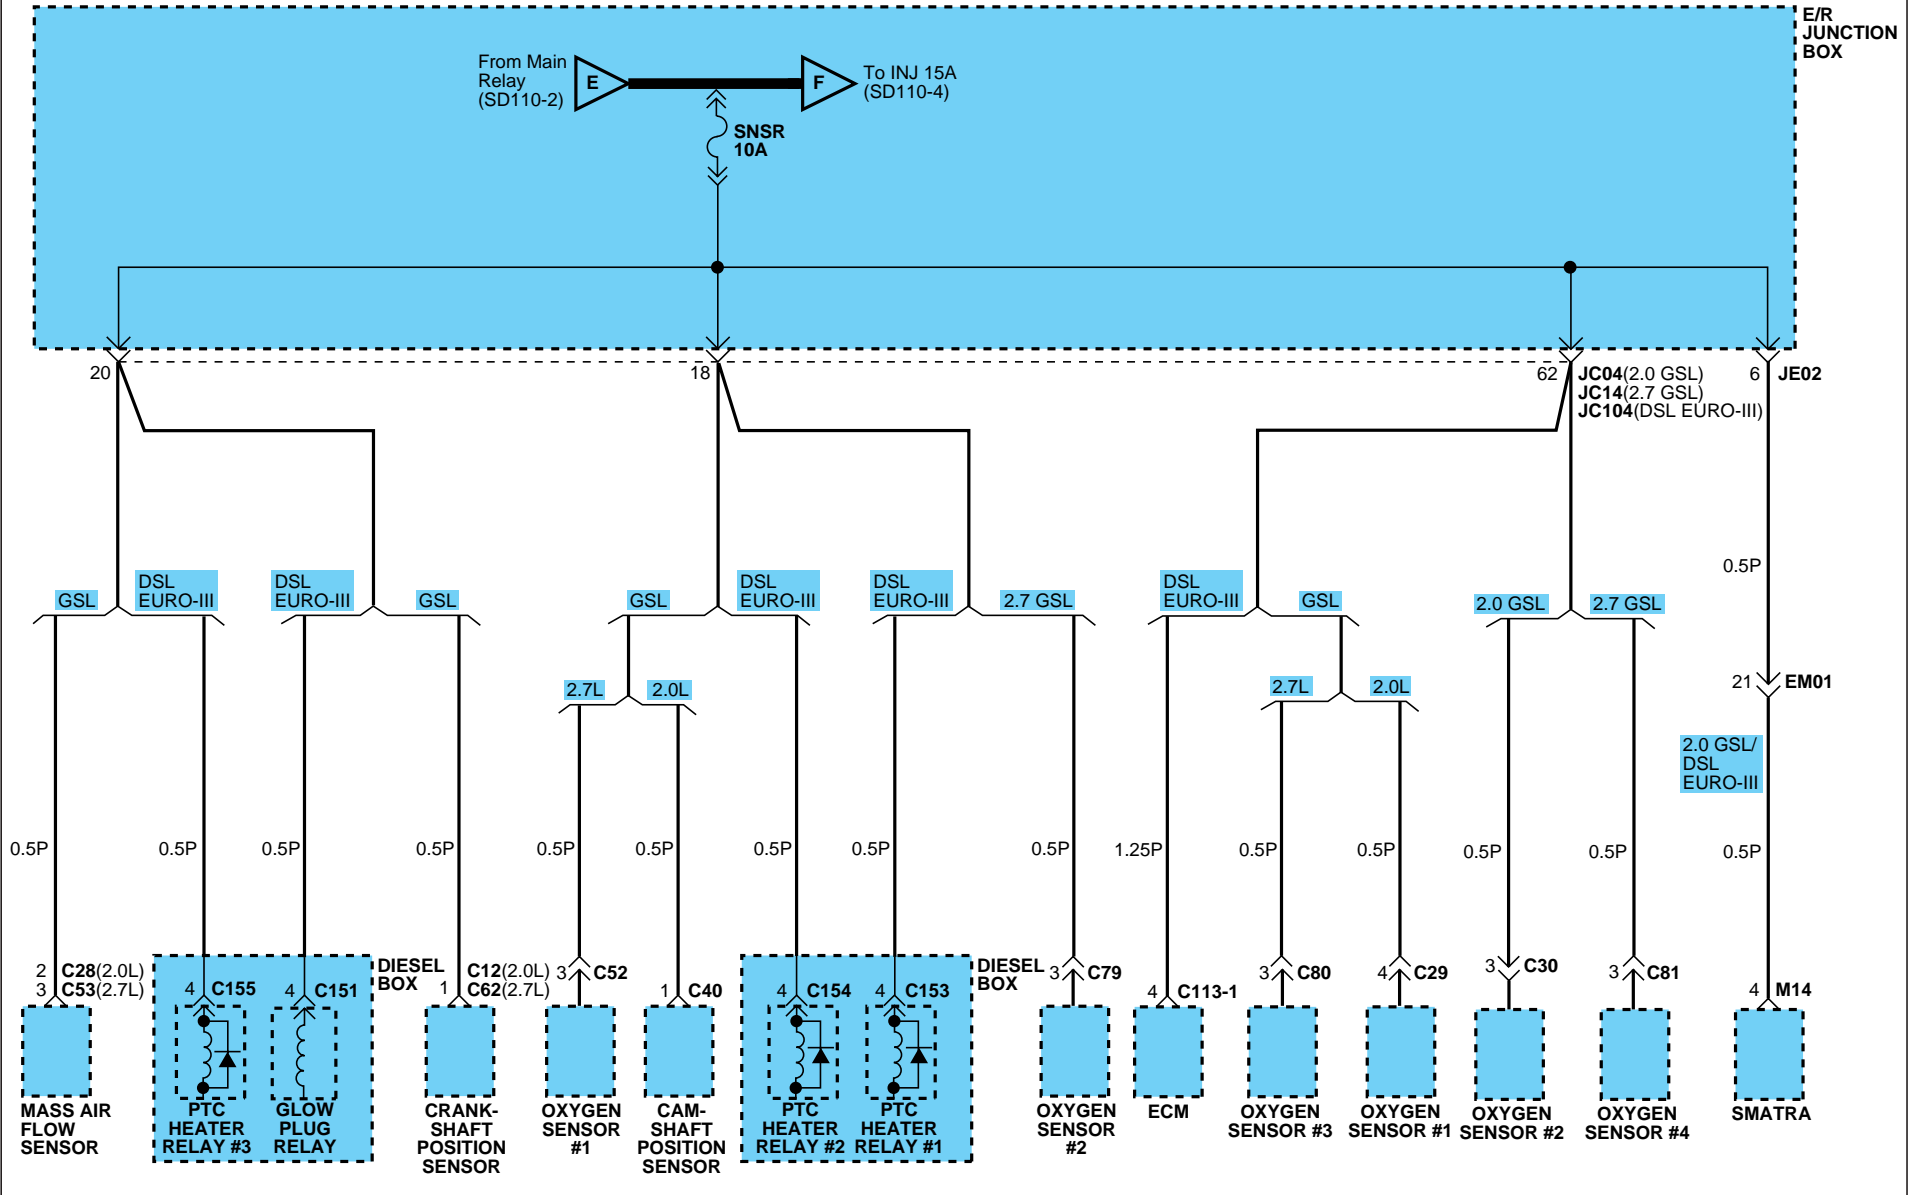 E/R
JUNCTION
BOX
From Main
Relay
(SD110-2)
E
F
To INJ 15A
(SD110-4)
SNSR
10A
20
18
62
JC04(2.0 GSL)
JC14(2.7 GSL)
JC104(DSL EURO-III)
6
JE02
0.5P
GSL
DSL
EURO-III
DSL
EURO-III
GSL
GSL
DSL
EURO-III
DSL
EURO-III
2.7 GSL
DSL
EURO-III
GSL
2.0 GSL
2.7 GSL
2.7L
2.0L
2.7L
2.0L
21
EM01
2.0 GSL/
DSL
EURO-III
0.5P
0.5P
0.5P
0.5P
0.5P
0.5P
0.5P
0.5P
0.5P
1.25P
0.5P
0.5P
0.5P
0.5P
0.5P
2 C28(2.0L)
3 C53(2.7L)
4 C155
4 C151
DIESEL
BOX
C12(2.0L)
1 C62(2.7L)
3 C52
1 C40
4 C154
4 C153
DIESEL
BOX
3 C79
4 C113-1
3 C80
4 C29
3 C30
3 C81
4 M14
MASS AIR
FLOW
SENSOR
PTC
HEATER
RELAY #3
GLOW
PLUG
RELAY
CRANK-
SHAFT
POSITION
SENSOR
OXYGEN
SENSOR
#1
CAM-
SHAFT
POSITION
SENSOR
PTC
HEATER
RELAY #2
PTC
HEATER
RELAY #1
OXYGEN
SENSOR
#2
ECM
OXYGEN
SENSOR #3
OXYGEN
SENSOR #1
OXYGEN
SENSOR #2
OXYGEN
SENSOR #4
SMATRA